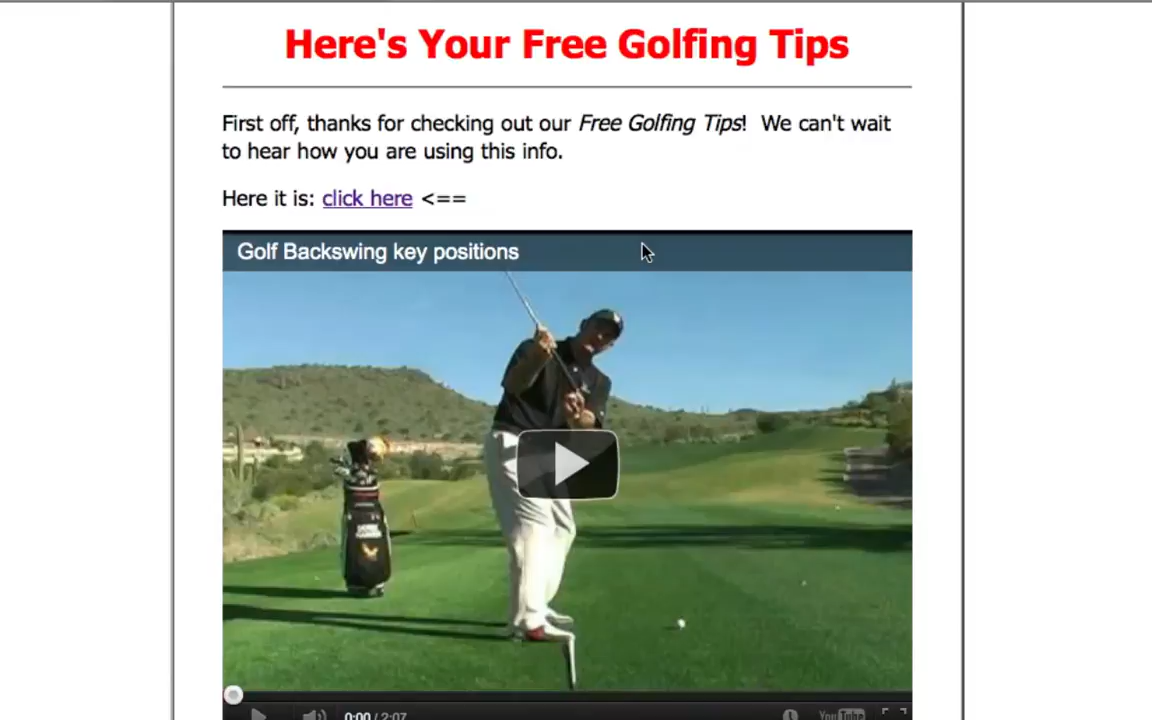 Here's Your Free Golfing Tips
First off, thanks for checking out our Free Golfing Tips! We can't wait
to hear how you are using this info.
Here it is: click here <==
Golf Backswing key positions
0:00 / 2:07
YouTube